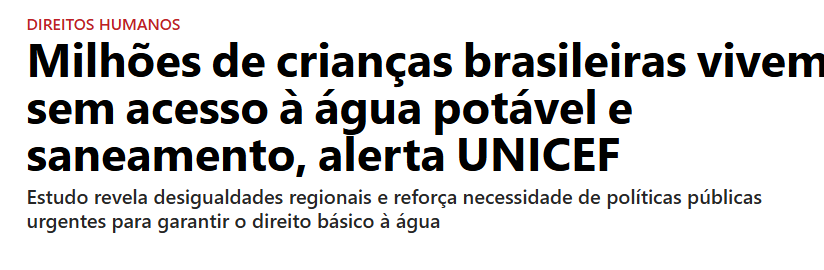 DIREITOS HUMANOS
Milhões de crianças brasileiras vivem
sem acesso à água potável e
saneamento, alerta UNICEF
Estudo revela desigualdades regionais e reforça necessidade de políticas públicas
urgentes para garantir o direito básico à água